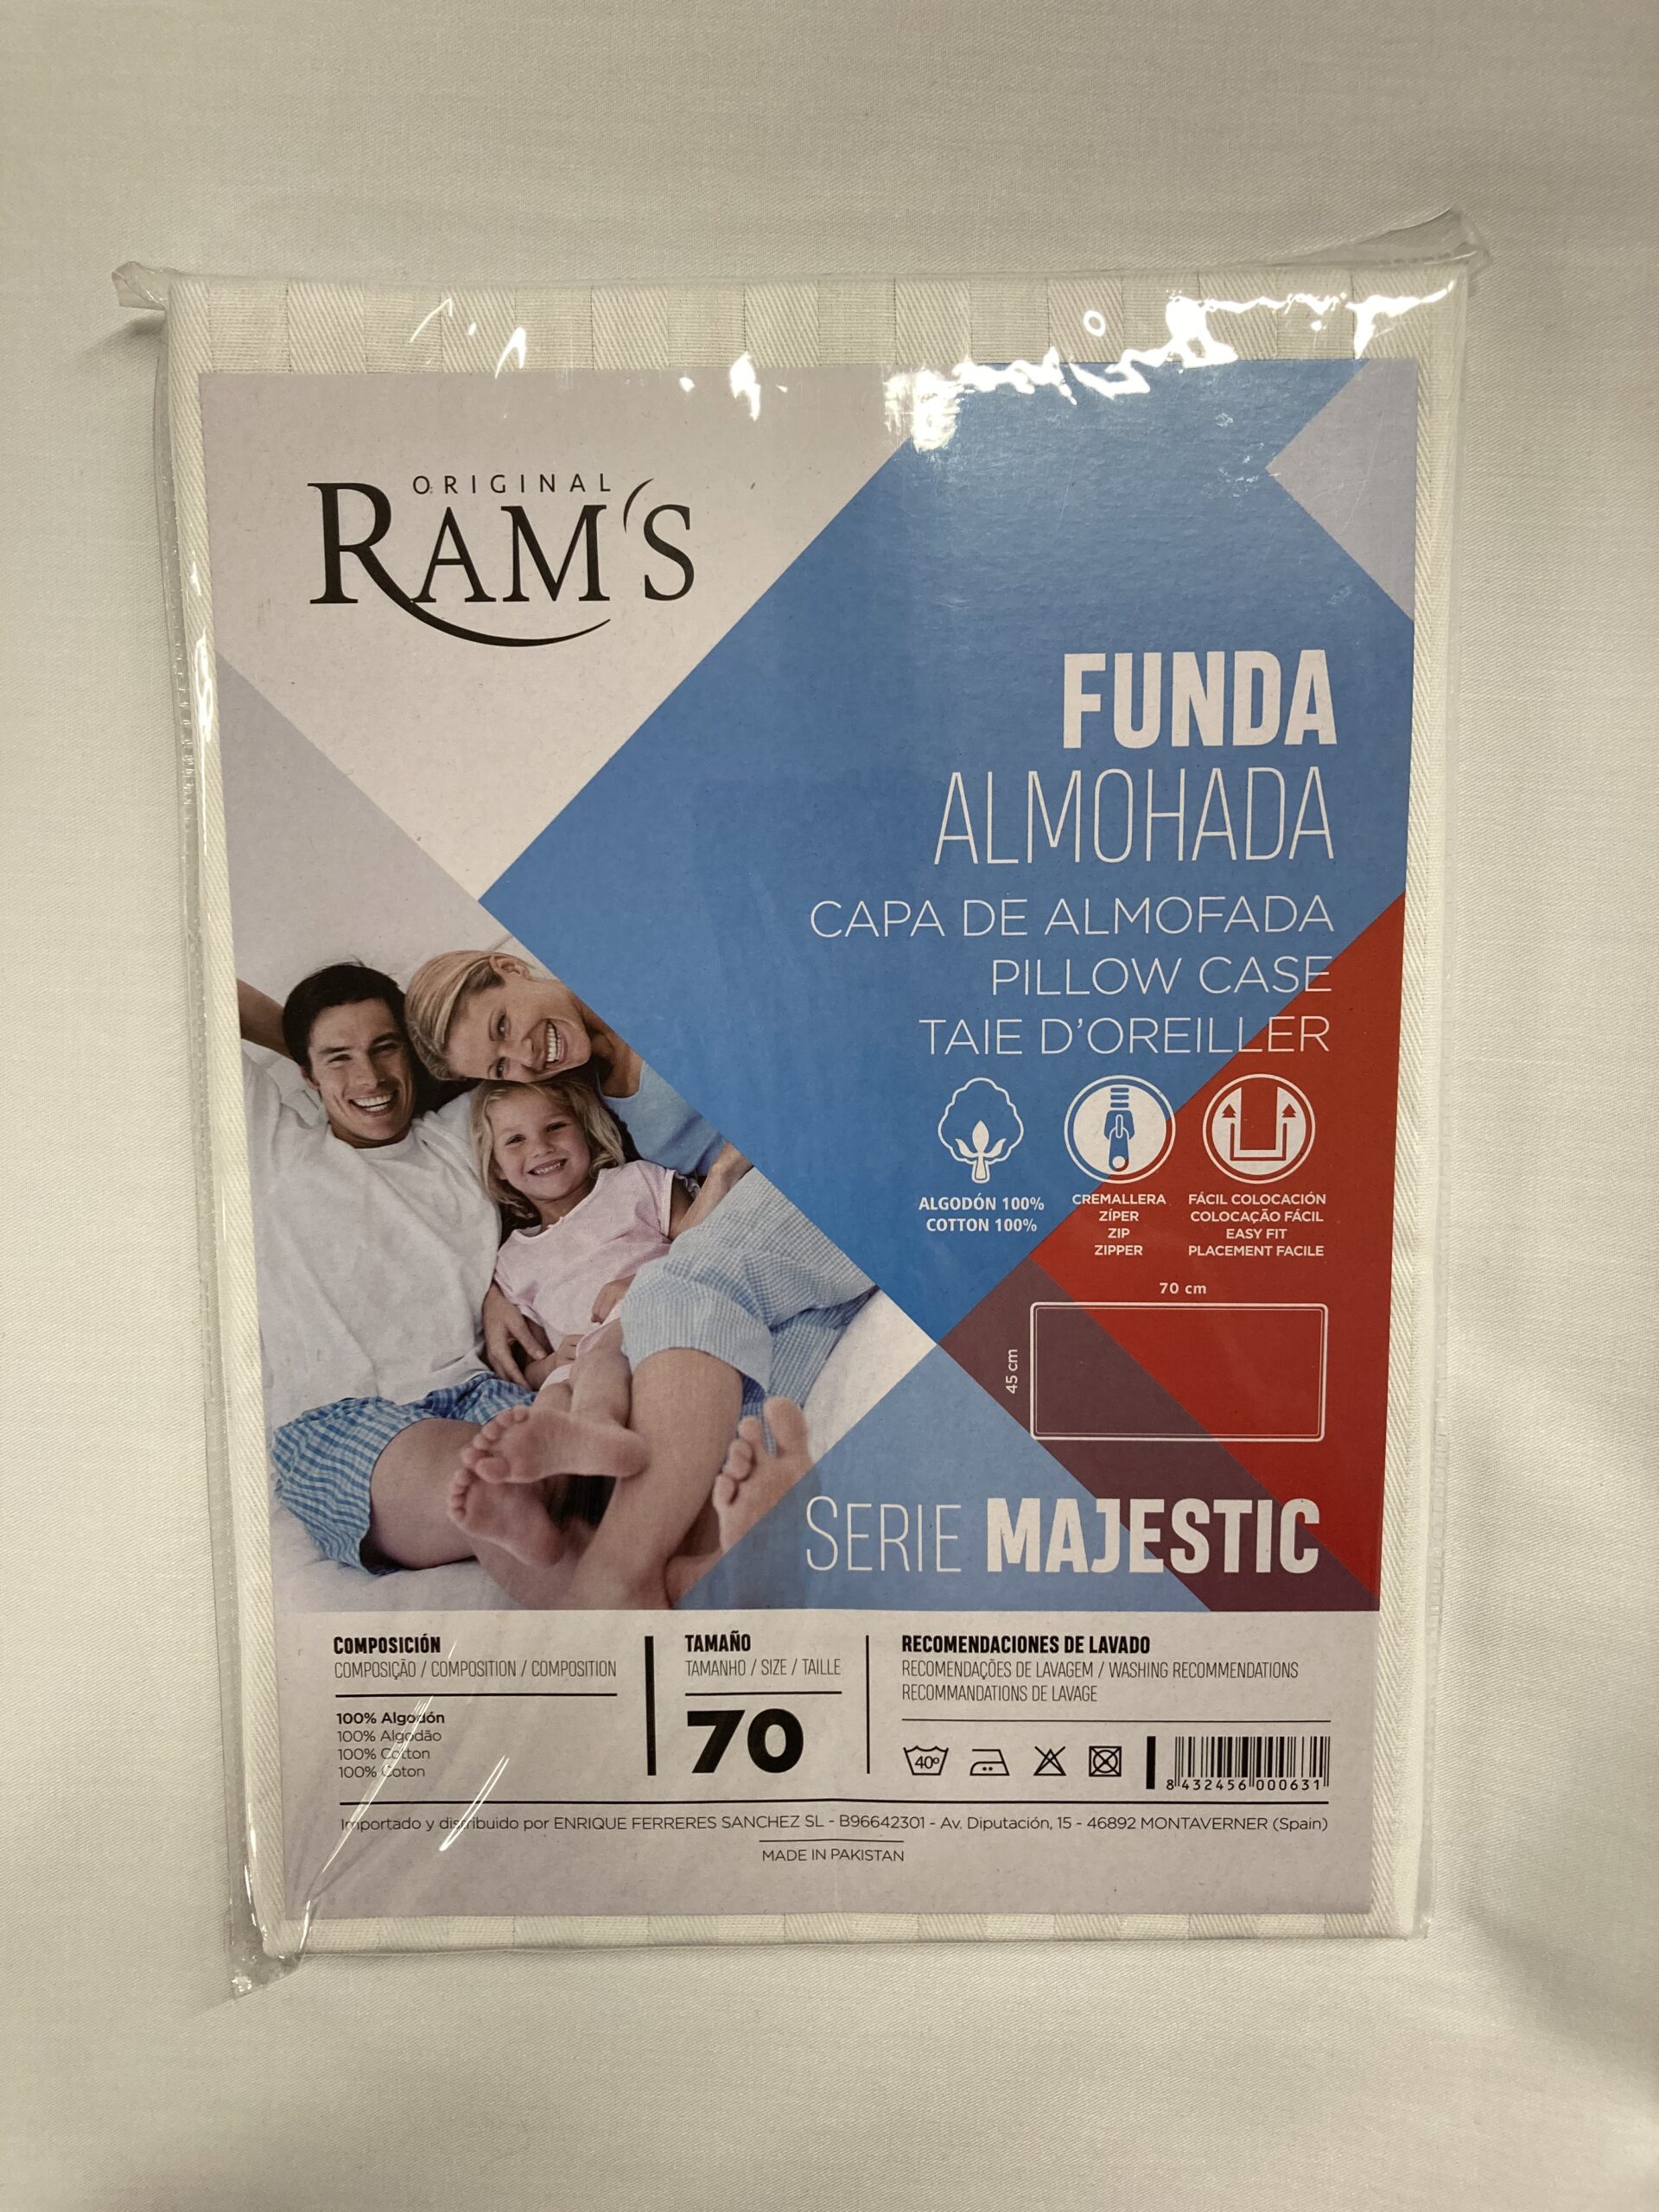 ORIGINAL
RAM'S
FUNDA
ALMOHADA
CAPA DE ALMOFADA
PILLOW CASE
TAIE D'OREILLER
ALGODÓN 100%
COTTON 100%
CREMALLERA
ZÍPER
ZIP
ZIPPER
FÁCIL COLOCACIÓN
COLOCAÇÃO FÁCIL
EASY FIT
PLACEMENT FACILE
70 cm
45 cm
SERIE MAJESTIC
COMPOSICIÓN
COMPOSIÇÃO / COMPOSITION / COMPOSITION
100% Algodón
100% Algodão
100% Cotton
100% Coton
TAMAÑO
TAMANHO / SIZE / TAILLE
70
RECOMENDACIONES DE LAVADO
RECOMENDAÇÕES DE LAVAGEM / WASHING RECOMMENDATIONS
RECOMMANDATIONS DE LAVAGE
40º
8 432456 000631
Importado y distribuido por ENRIQUE FERRERES SANCHEZ SL - B96642301 - Av. Diputación, 15 - 46892 MONTAVERNER (Spain)
MADE IN PAKISTAN